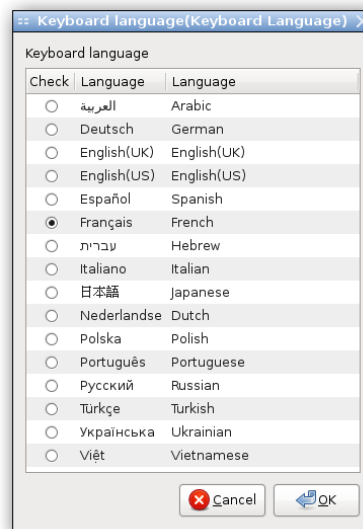 Keyboard language(Keyboard Language)
Keyboard language
Check Language Language
العربية Arabic
Deutsch German
English(UK) English(UK)
English(US) English(US)
Español Spanish
Français French
עברית Hebrew
Italiano Italian
日本語 Japanese
Nederlandse Dutch
Polska Polish
Português Portuguese
Русский Russian
Türkçe Turkish
Українська Ukrainian
Việt Vietnamese
Cancel OK